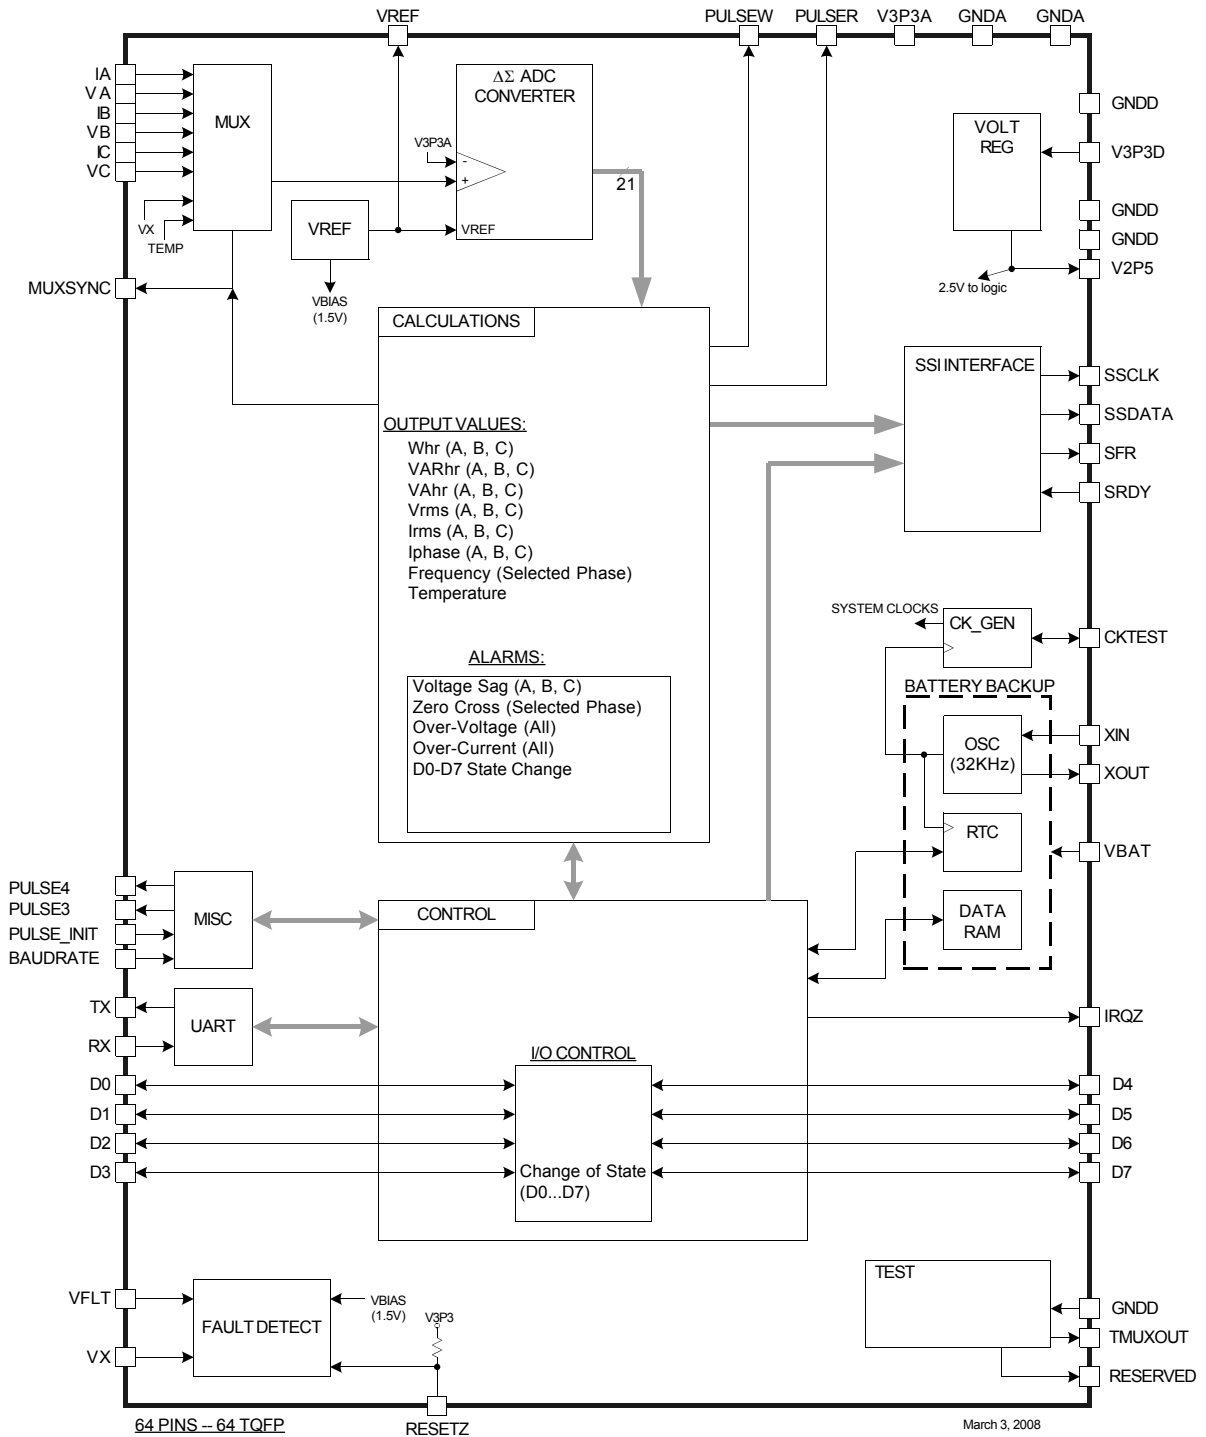 VREF
PULSEW
PULSER
V3P3A
GNDA
GNDA
IA
VA
IB
VB
IC
VC
MUX
VX
TEMP
MUXSYNC
VREF
VBIAS
(1.5V)
ΔΣ ADC
CONVERTER
V3P3A
-
+
VREF
21
VOLT
REG
GNDD
V3P3D
GNDD
GNDD
V2P5
2.5V to logic
CALCULATIONS
OUTPUT VALUES:
Whr (A, B, C)
VARhr (A, B, C)
VAhr (A, B, C)
Vrms (A, B, C)
Irms (A, B, C)
Iphase (A, B, C)
Frequency (Selected Phase)
Temperature
ALARMS:
Voltage Sag (A, B, C)
Zero Cross (Selected Phase)
Over-Voltage (All)
Over-Current (All)
D0-D7 State Change
SSI INTERFACE
SSCLK
SSDATA
SFR
SRDY
SYSTEM CLOCKS
CK_GEN
CKTEST
BATTERY BACKUP
OSC
(32KHz)
XIN
XOUT
RTC
VBAT
DATA
RAM
PULSE4
PULSE3
PULSE_INIT
BAUDRATE
MISC
CONTROL
TX
RX
UART
IRQZ
I/O CONTROL
D0
D1
D2
D3
Change of State
(D0...D7)
D4
D5
D6
D7
VFLT
VX
FAULT DETECT
VBIAS
(1.5V)
V3P3
RESETZ
TEST
GNDD
TMUXOUT
RESERVED
64 PINS -- 64 TQFP
March 3, 2008